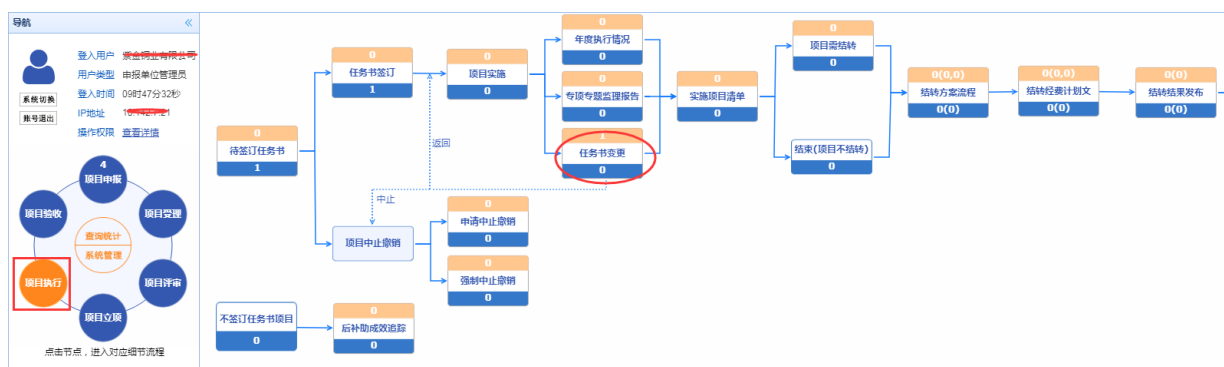 导航
登入用户
用户类型 申报单位管理员
登入时间 09时47分32秒
IP地址
操作权限 查看详情
系统切换
账号退出
4
项目申报
项目验收
项目受理
查询统计
系统管理
项目执行
项目评审
项目立项
点击节点，进入对应细节流程
0
待签订任务书
1
0
任务书签订
1
0
项目实施
0
返回
中止
项目中止撤销
0
年度执行情况
0
0
专项专题监理报告
0
1
任务书变更
0
0
申请中止撤销
0
0
强制中止撤销
0
不签订任务书项目
0
0
后补助成效追踪
0
0
实施项目清单
0
0
项目需结转
0
结束(项目不结转)
0
0(0,0)
结转方案流程
0(0)
0(0,0)
结转经费计划文
0(0)
0(0)
结转结果发布
0(0)